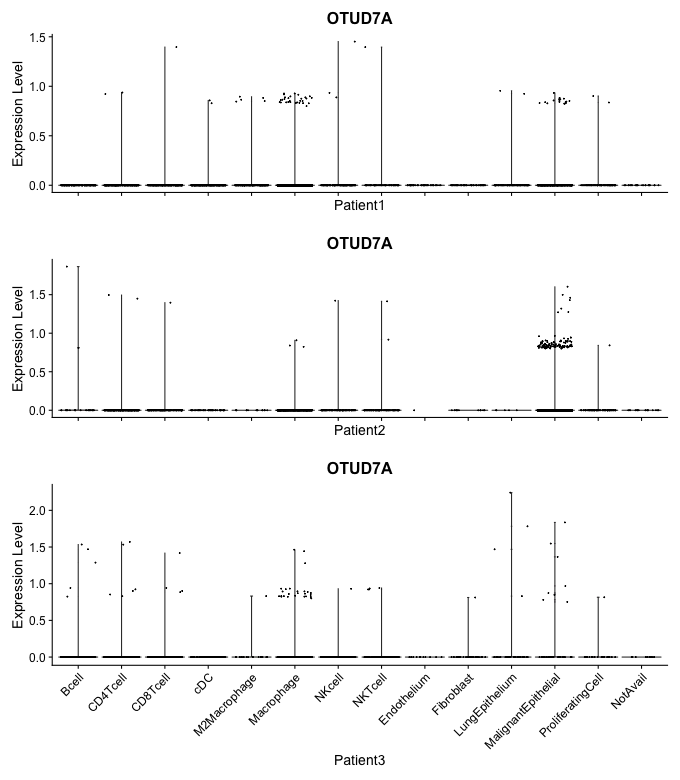 OTUD7A
Expression Level
1.5
1.0
0.5
0.0
Patient1
OTUD7A
Expression Level
1.5
1.0
0.5
0.0
Patient2
OTUD7A
Expression Level
2.0
1.5
1.0
0.5
0.0
Bcell
CD4Tcell
CD8Tcell
cDC
M2Macrophage
Macrophage
NKcell
NKTcell
Endothelium
Fibroblast
LungEpithelium
MalignantEpithelial
ProliferatingCell
NotAvail
Patient3